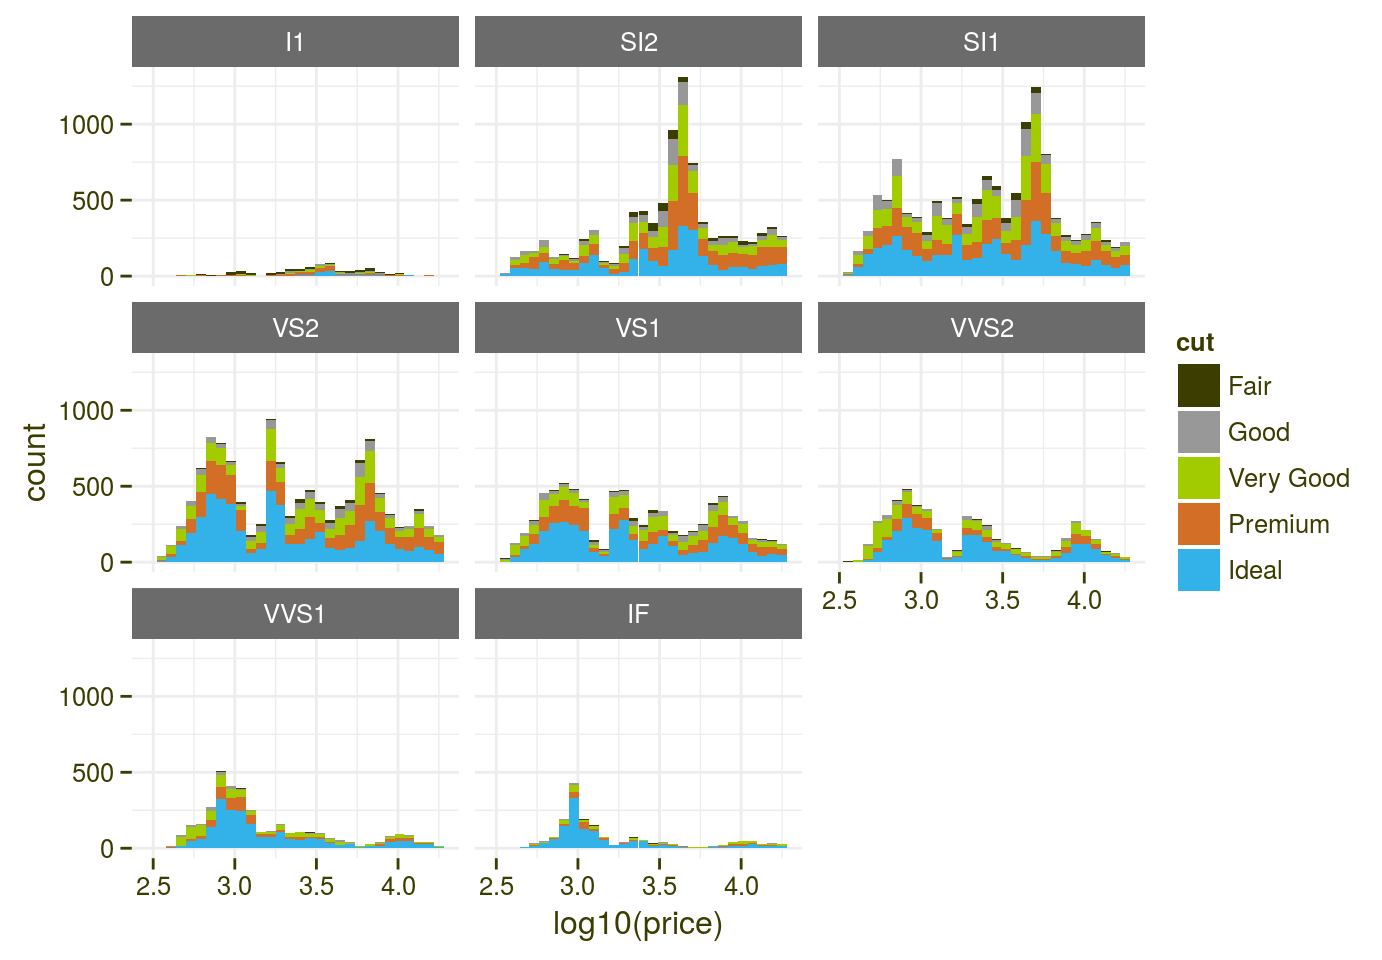 I1 SI2 SI1
1000
500
0
VS2 VS1 VVS2
1000
500
0
2.5 3.0 3.5 4.0
VVS1 IF
1000
500
0
2.5 3.0 3.5 4.0 2.5 3.0 3.5 4.0
log10(price)
count
cut
Fair
Good
Very Good
Premium
Ideal